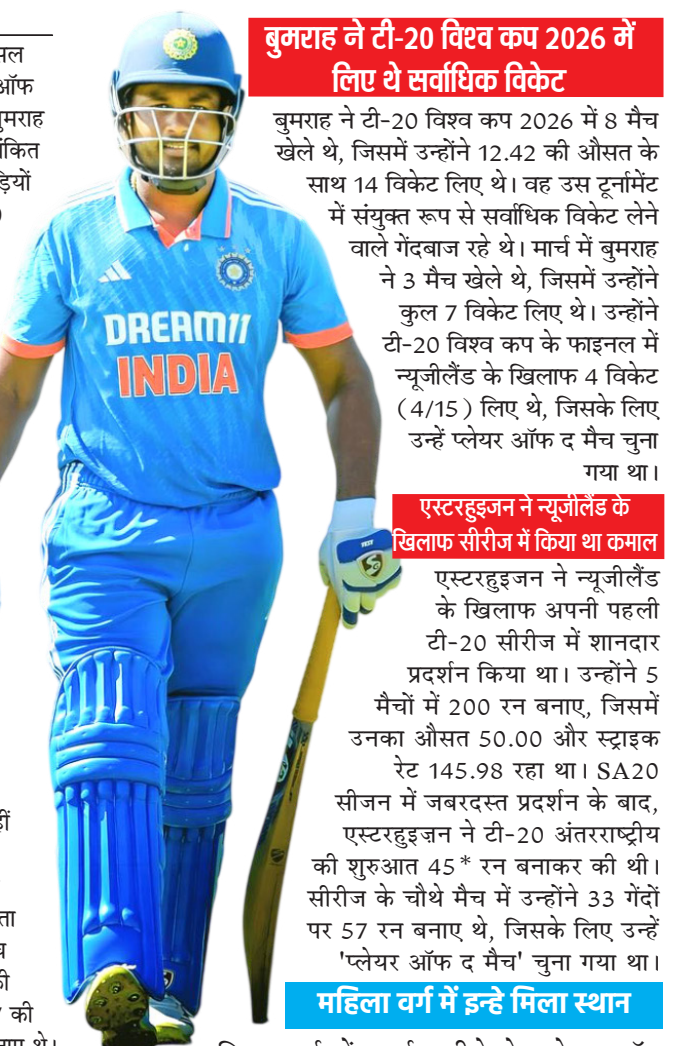 मल
ऑफ
बुमराह
ड़ियों
बुमराह ने टी-20 विश्व कप 2026 में
लिए थे सर्वाधिक विकेट
बुमराह ने टी-20 विश्व कप 2026 में 8 मैच
खेले थे, जिसमें उन्होंने 12.42 की औसत के
साथ 14 विकेट लिए थे। वह उस टूर्नामेंट
में संयुक्त रूप से सर्वाधिक विकेट लेने
वाले गेंदबाज रहे थे। मार्च में बुमराह
ने 3 मैच खेले थे, जिसमें उन्होंने
कुल 7 विकेट लिए थे। उन्होंने
टी-20 विश्व कप के फाइनल में
न्यूजीलैंड के खिलाफ 4 विकेट
(4/15) लिए थे, जिसके लिए
उन्हें प्लेयर ऑफ द मैच चुना
गया था।
DREAM11
INDIA
एस्टरहुइजन ने न्यूजीलैंड के
खिलाफ सीरीज में किया था कमाल
एस्टरहुइजन ने न्यूजीलैंड
के खिलाफ अपनी पहली
टी-20 सीरीज में शानदार
प्रदर्शन किया था। उन्होंने 5
मैचों में 200 रन बनाए, जिसमें
उनका औसत 50.00 और स्ट्राइक
रेट 145.98 रहा था। SA20
सीजन में जबरदस्त प्रदर्शन के बाद,
एस्टरहुइज़न ने टी-20 अंतरराष्ट्रीय
की शुरुआत 45* रन बनाकर की थी।
सीरीज के चौथे मैच में उन्होंने 33 गेंदों
पर 57 रन बनाए थे, जिसके लिए उन्हें
'प्लेयर ऑफ द मैच' चुना गया था।
महिला वर्ग में इन्हे मिला स्थान
की